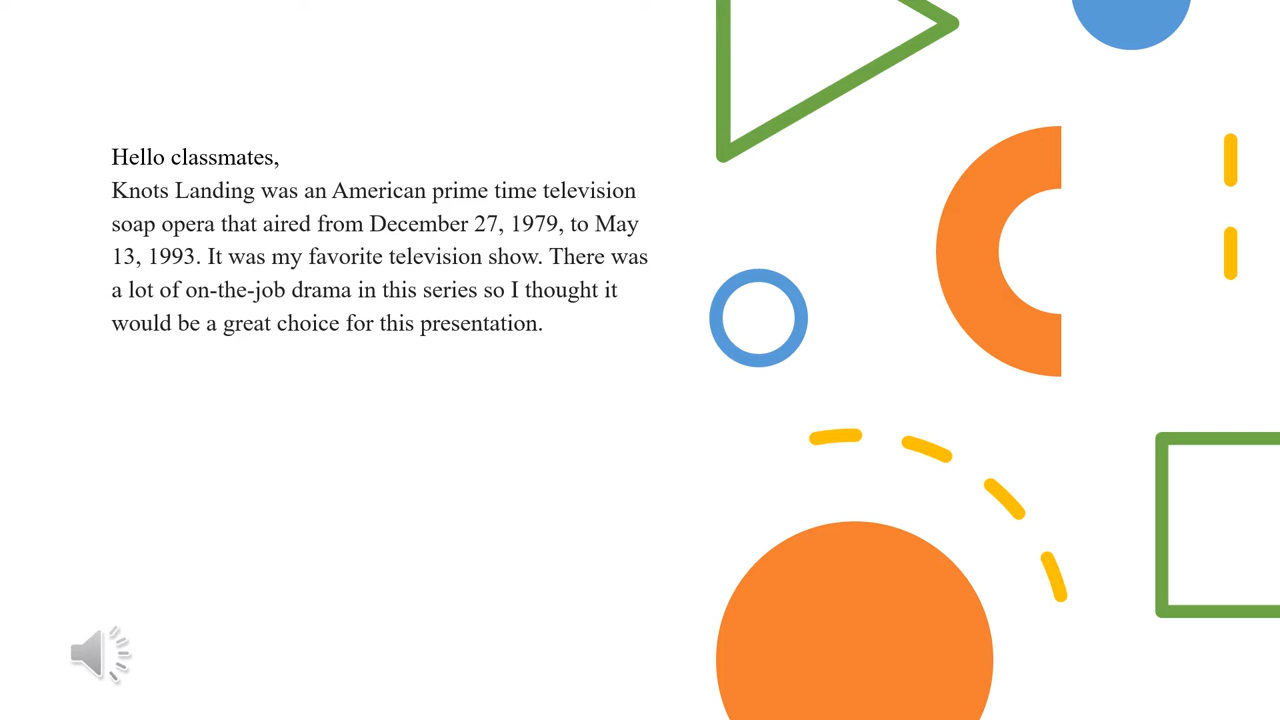 Hello classmates,
Knots Landing was an American prime time television
soap opera that aired from December 27, 1979, to May
13, 1993. It was my favorite television show. There was
a lot of on-the-job drama in this series so I thought it
would be a great choice for this presentation.